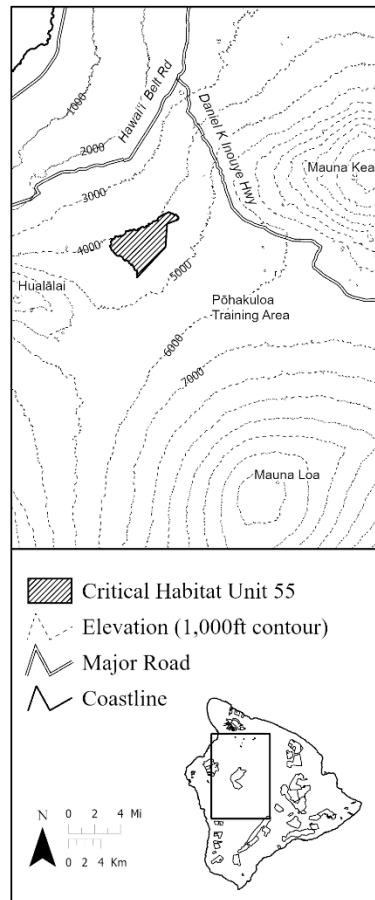 1000
Hawai'i Belt Rd
2000
Daniel K Inouye Hwy
Mauna Kea
3000
4000
5000
Hualālai
Pōhakuloa
Training Area
6000
7000
Mauna Loa
Critical Habitat Unit 55
Elevation (1,000ft contour)
Major Road
Coastline
N
0 2 4 Mi
0 2 4 Km